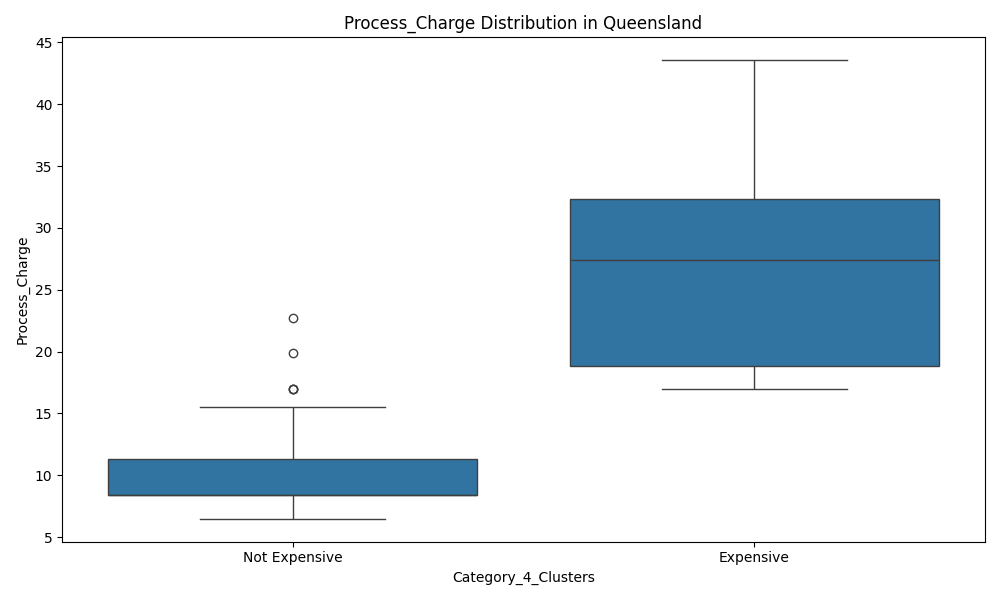 Process_Charge Distribution in Queensland
Process_Charge
45
40
35
30
25
20
15
10
5
Not Expensive
Expensive
Category_4_Clusters